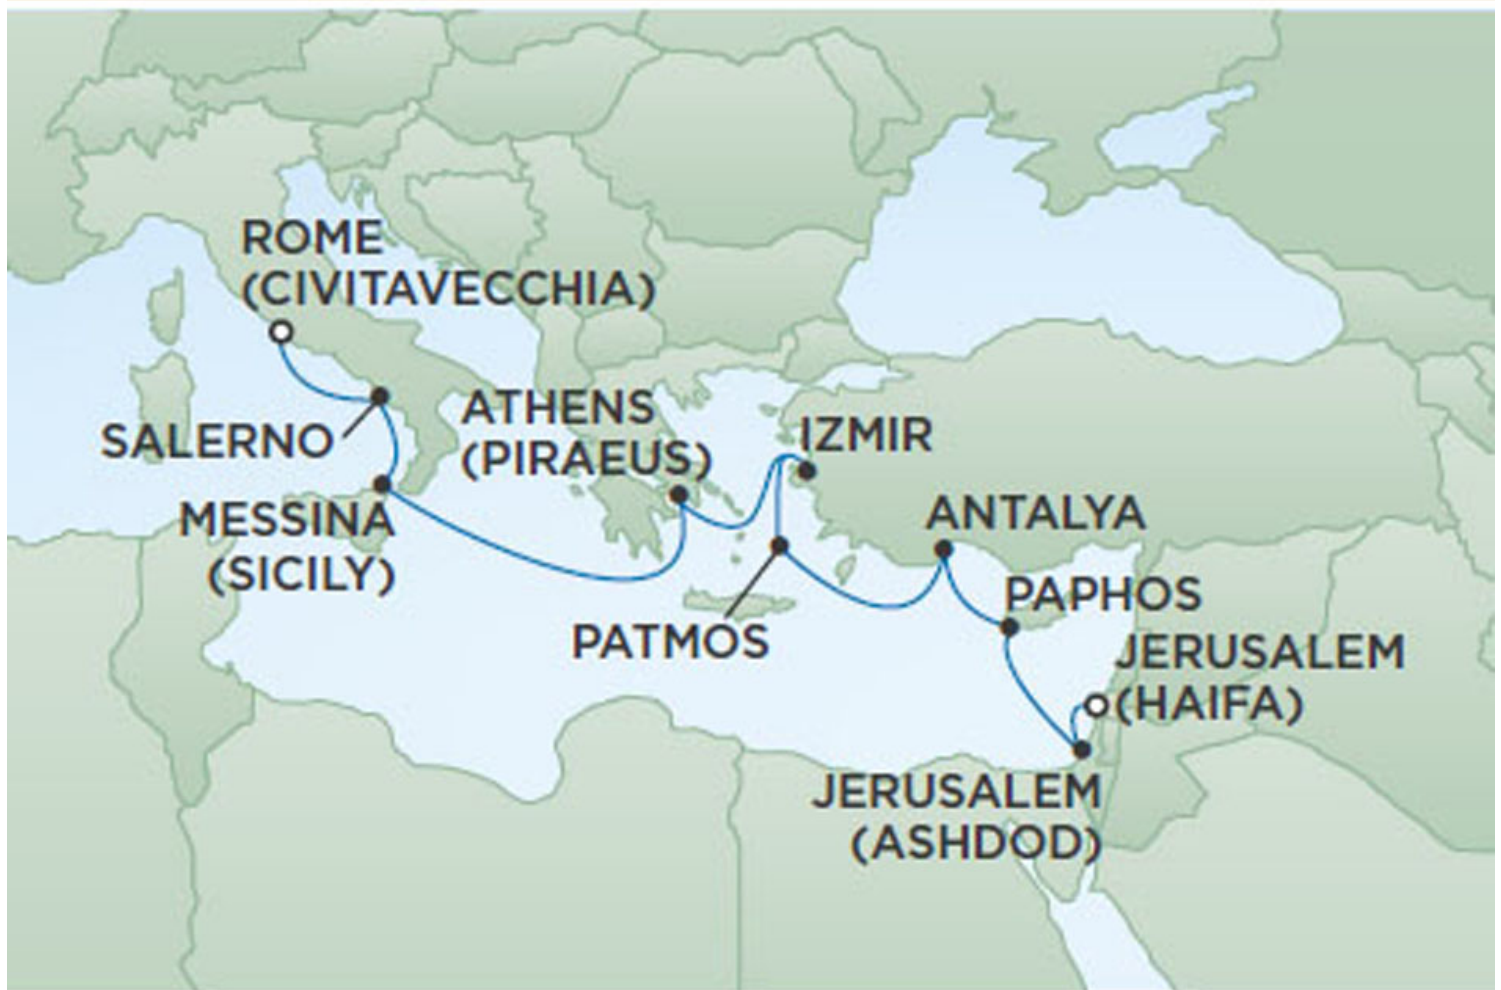 ROME
(CIVITAVECCHIA)
SALERNO
MESSINA
(SICILY)
ATHENS
(PIRAEUS)
IZMIR
PATMOS
ANTALYA
PAPHOS
JERUSALEM
(HAIFA)
JERUSALEM
(ASHDOD)